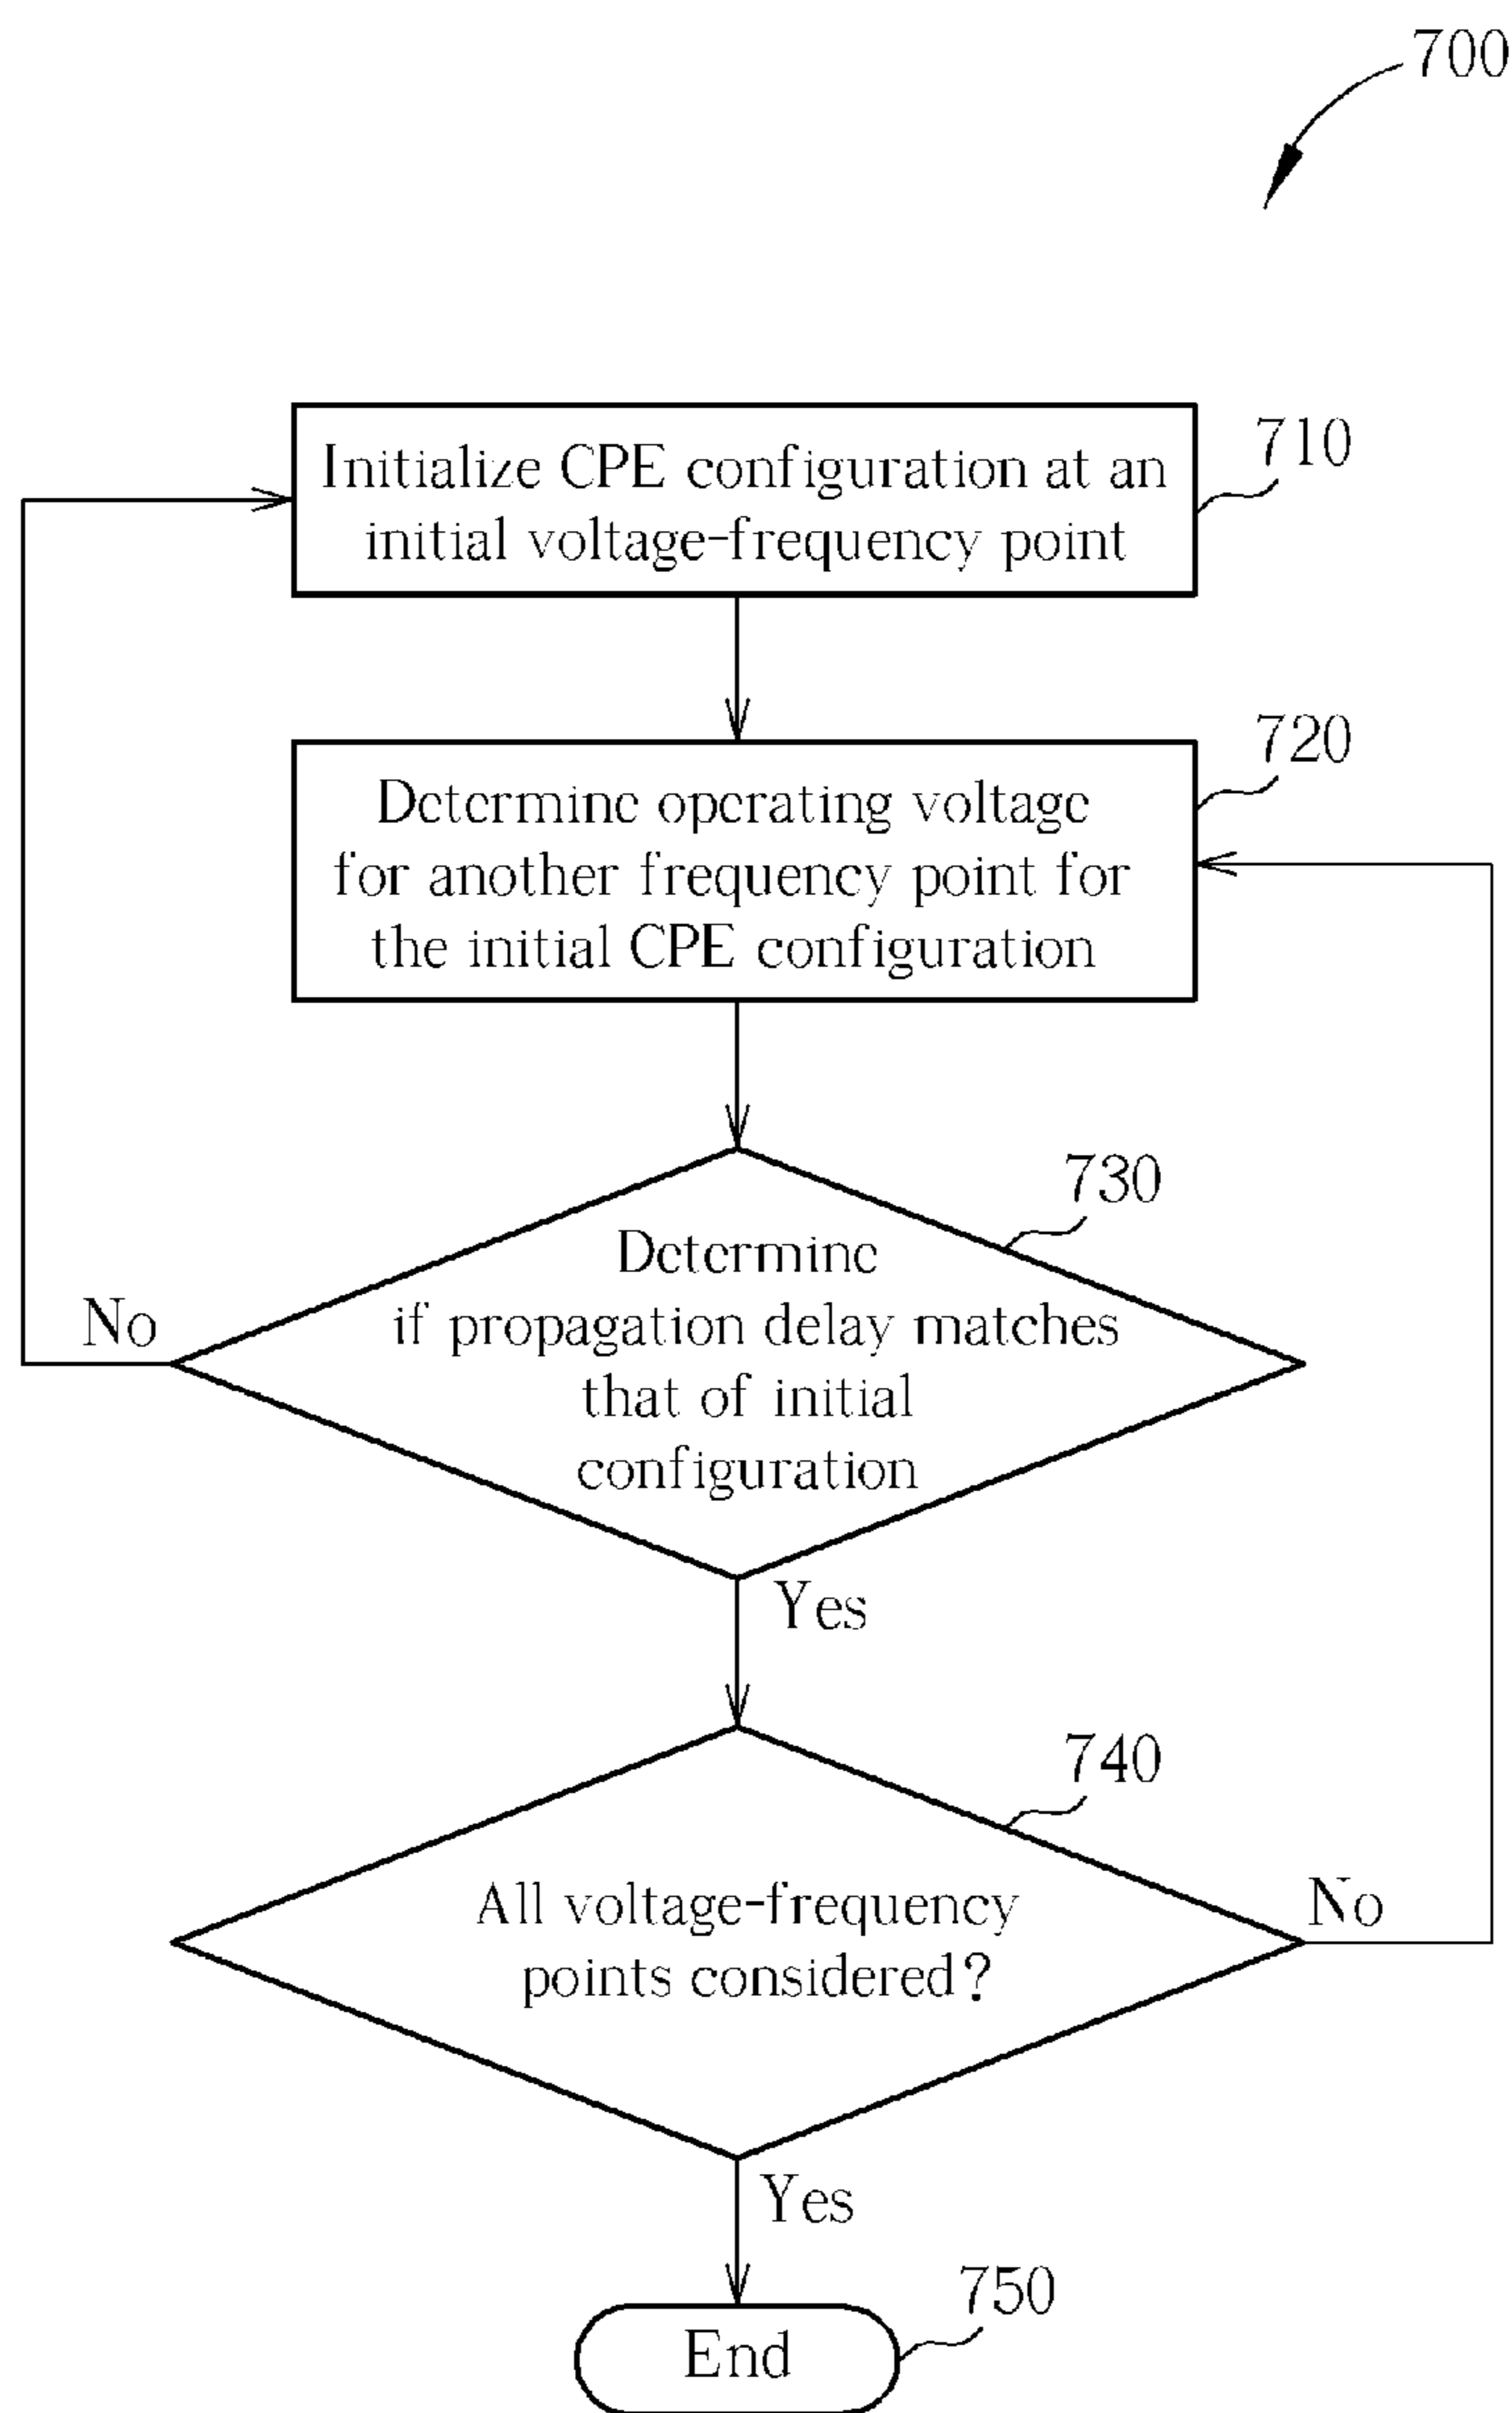 700
Initialize CPE configuration at an
initial voltage-frequency point
710
Determine operating voltage
for another frequency point for
the initial CPE configuration
720
Determine
if propagation delay matches
that of initial
configuration
730
No
Yes
All voltage-frequency
points considered?
740
No
Yes
End
750